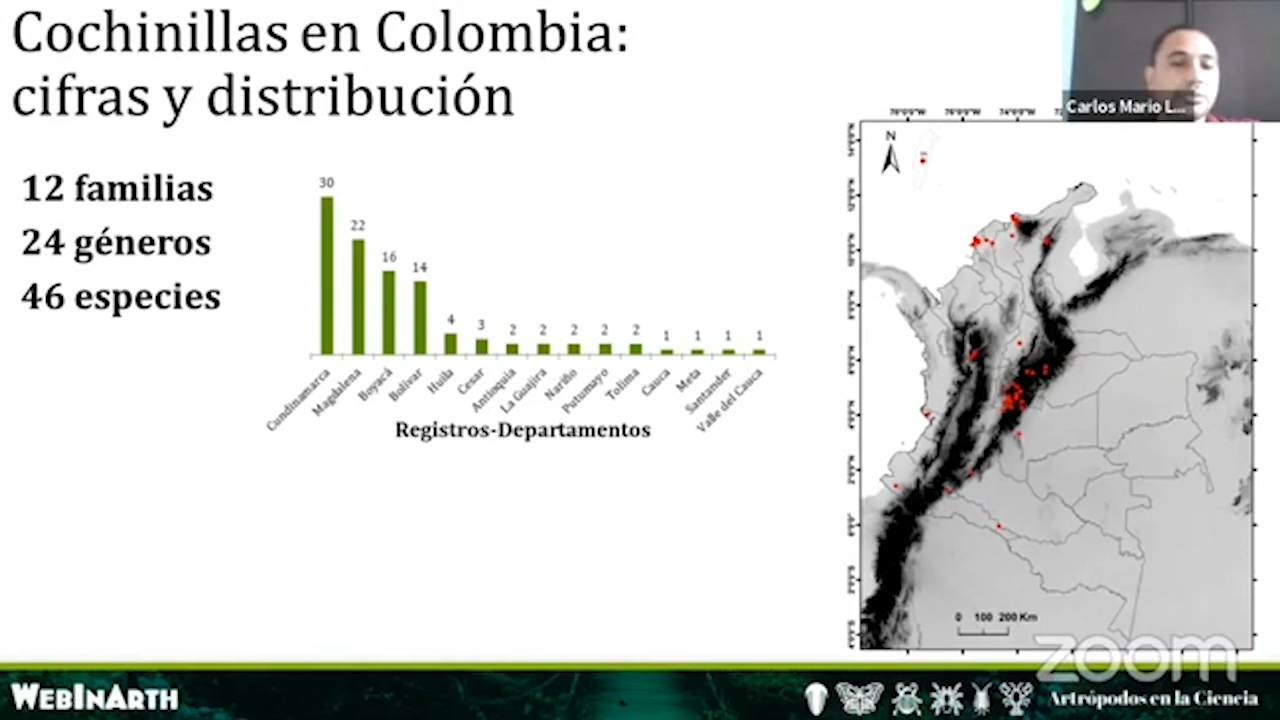 Cochinillas en Colombia:
cifras y distribución
Carlos Mario L...
12 familias
24 géneros
46 especies
30
22
16
14
4
3
2
2
2
2
2
1
1
1
1
Cundinamarca
Magdalena
Boyacá
Bolívar
Huila
Cesar
Antioquia
La Guajira
Nariño
Putumayo
Tolima
Cauca
Meta
Santander
Valle del Cauca
Registros-Departamentos
N
0 100 200 Km
zoom
WEBINARTH
Artrópodos en la Ciencia